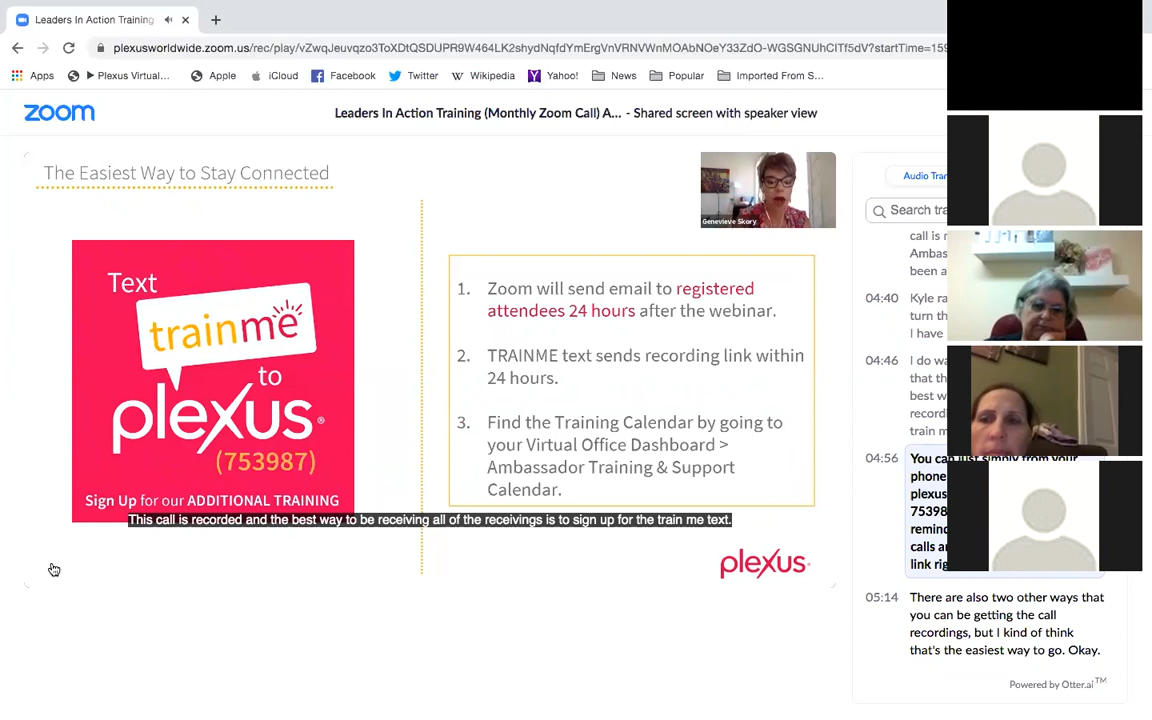 Leaders In Action Training
plexusworldwide.zoom.us/rec/play/vZwqJeuvqzo3ToXDtQSDUPR9W464LK2shydNqfdYmErgVnVRNVWnMOAbNOeY33ZdO-WGSGNUhCITf5dV?startTime=159
Apps
Plexus Virtual...
Apple
iCloud
Facebook
Twitter
Wikipedia
Yahoo!
News
Popular
Imported From S...
zoom
Leaders In Action Training (Monthly Zoom Call) A... - Shared screen with speaker view
The Easiest Way to Stay Connected
Genevieve Skory
Text
trainme
to
plexus®
(753987)
Sign Up for our ADDITIONAL TRAINING
1. Zoom will send email to registered
attendees 24 hours after the webinar.
2. TRAINME text sends recording link within
24 hours.
3. Find the Training Calendar by going to
your Virtual Office Dashboard >
Ambassador Training & Support
Calendar.
This call is recorded and the best way to be receiving all of the receivings is to sign up for the train me text.
plexus
Audio Tran
Search tra
call is r
Ambas
been a
04:40 Kyle ra
turn th
I have
04:46 I do wa
that th
best w
record
train m
04:56 You can just simply from your
phone
plexus
75398
remind
calls a
link rig
05:14 There are also two other ways that
you can be getting the call
recordings, but I kind of think
that's the easiest way to go. Okay.
Powered by Otter.ai™